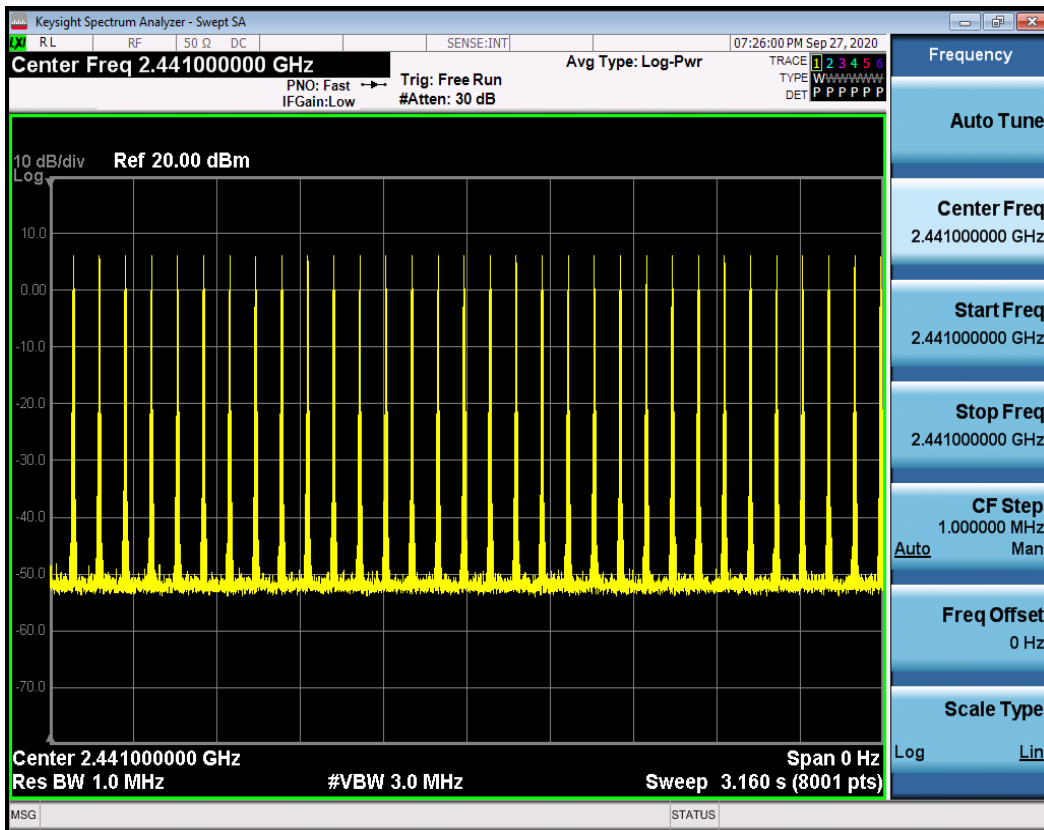 Keysight Spectrum Analyzer - Swept SA
LXI RL RF 50 Ω DC SENSE:INT 07:26:00 PM Sep 27, 2020
Center Freq 2.441000000 GHz
PNO: Fast
IFGain:Low
Trig: Free Run
#Atten: 30 dB
Avg Type: Log-Pwr
TRACE 1 2 3 4 5 6
TYPE WWWWWW
DET P P P P P P
10 dB/div Ref 20.00 dBm
Log
10.0
0.00
-10.0
-20.0
-30.0
-40.0
-50.0
-60.0
-70.0
Center 2.441000000 GHz Span 0 Hz
Res BW 1.0 MHz #VBW 3.0 MHz Sweep 3.160 s (8001 pts)
MSG STATUS
Frequency
Auto Tune
Center Freq
2.441000000 GHz
Start Freq
2.441000000 GHz
Stop Freq
2.441000000 GHz
CF Step
1.000000 MHz
Auto Man
Freq Offset
0 Hz
Scale Type
Log Lin